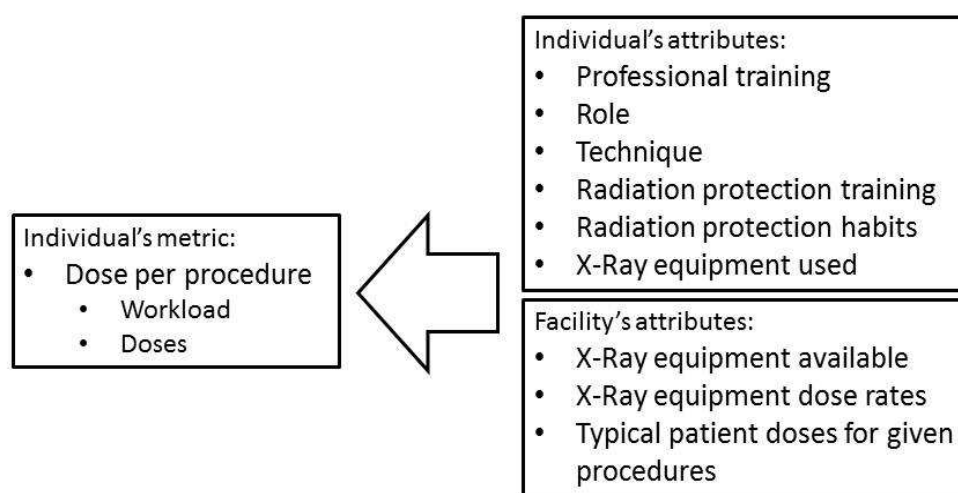 Individual's metric:
• Dose per procedure
• Workload
• Doses
Individual's attributes:
• Professional training
• Role
• Technique
• Radiation protection training
• Radiation protection habits
• X-Ray equipment used
Facility's attributes:
• X-Ray equipment available
• X-Ray equipment dose rates
• Typical patient doses for given
procedures